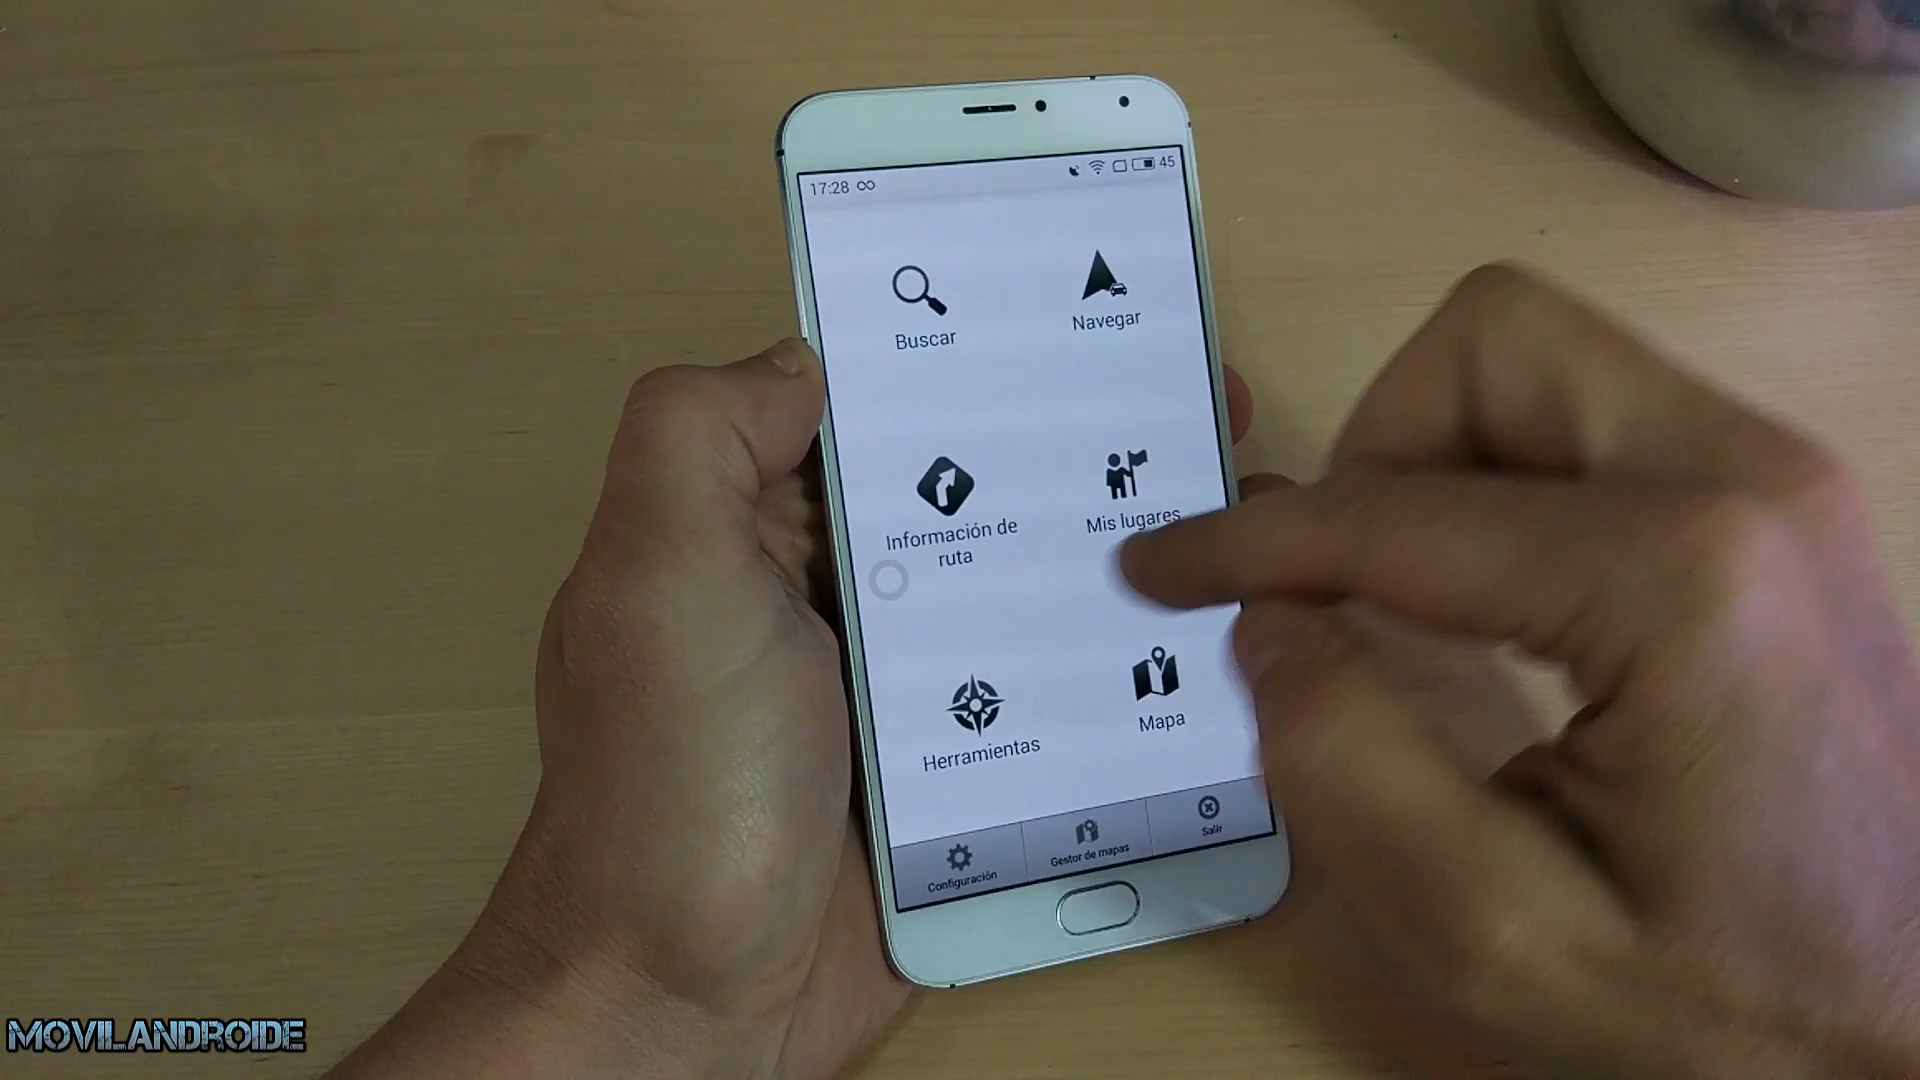 17:28
45
Buscar
Navegar
Información de
ruta
Mis lugares
Herramientas
Mapa
Configuración
Gestor de mapas
Salir
MOVILANDROIDE